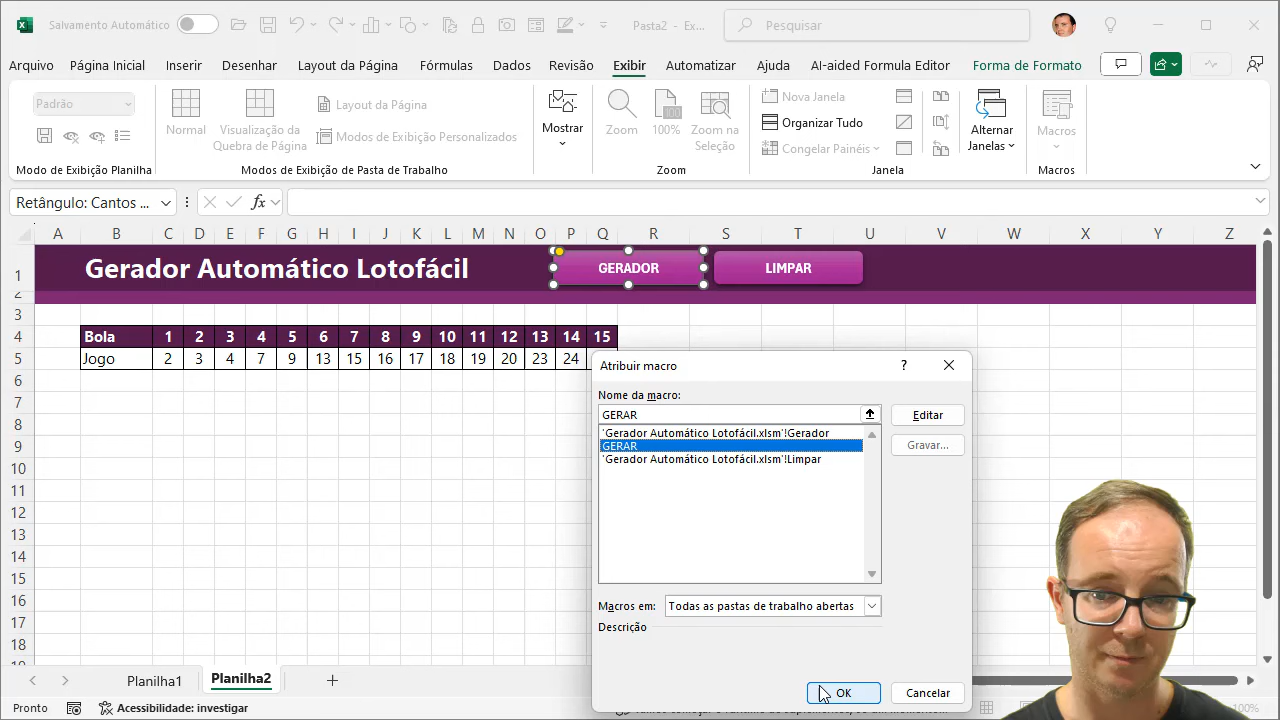 Salvamento Automático
Pasta2 - Ex...
Pesquisar
Arquivo Página Inicial Inserir Desenhar Layout da Página Fórmulas Dados Revisão Exibir Automatizar Ajuda AI-aided Formula Editor Forma de Formato
Padrão
Normal
Visualização da Quebra de Página
Layout da Página
Modos de Exibição Personalizados
Mostrar
Zoom
100%
Zoom na Seleção
Nova Janela
Organizar Tudo
Congelar Painéis
Alternar Janelas
Macros
Modo de Exibição Planilha
Modos de Exibição de Pasta de Trabalho
Zoom
Janela
Macros
Retângulo: Cantos ...
fx
A B C D E F G H I J K L M N O P Q R S T U V W X Y Z
1 Gerador Automático Lotofácil GERADOR LIMPAR
2
3
4 Bola 1 2 3 4 5 6 7 8 9 10 11 12 13 14 15
5 Jogo 2 3 4 7 9 13 15 16 17 18 19 20 23 24
6
7
8
9
10
11
12
13
14
15
16
17
18
Atribuir macro ?
Nome da macro:
GERAR
Editar
'Gerador Automático Lotofácil.xlsm'!Gerador
GERAR
'Gerador Automático Lotofácil.xlsm'!Limpar
Gravar...
Macros em: Todas as pastas de trabalho abertas
Descrição
OK Cancelar
Planilha1 Planilha2
Pronto Acessibilidade: investigar
100%